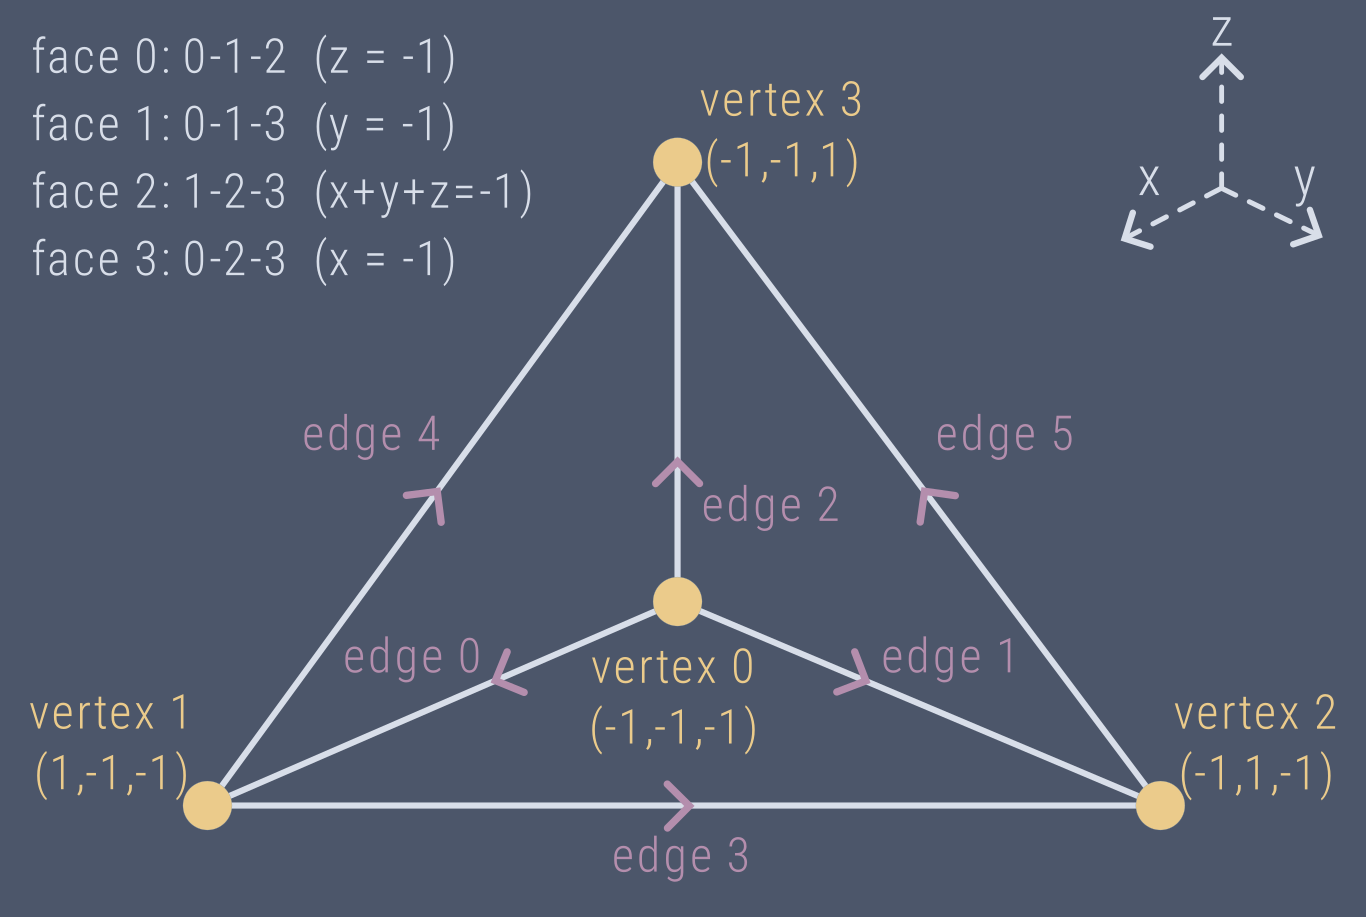 face 0: 0-1-2 (z = -1)
face 1: 0-1-3 (y = -1)
face 2: 1-2-3 (x+y+z=-1)
face 3: 0-2-3 (x = -1)
z
x
y
vertex 3
(-1,-1,1)
edge 4
edge 5
edge 2
edge 0
edge 1
vertex 0
(-1,-1,-1)
vertex 1
(1,-1,-1)
vertex 2
(-1,1,-1)
edge 3